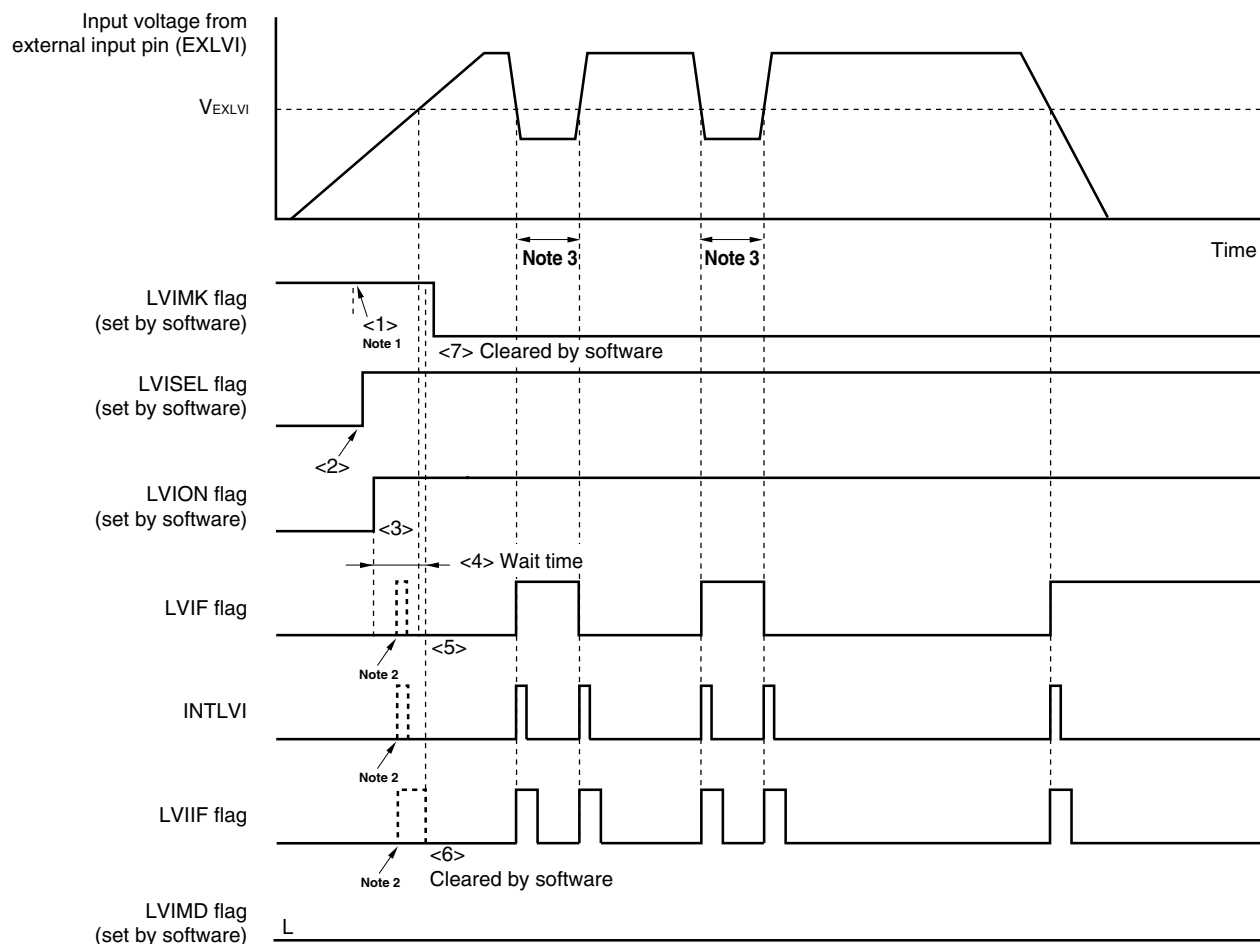 Input voltage from
external input pin (EXLVI)
VEXLVI
Note 3
Note 3
Time
LVIMK flag
(set by software)
<1>
Note 1
<7> Cleared by software
LVISEL flag
(set by software)
<2>
LVION flag
(set by software)
<3>
<4> Wait time
LVIF flag
<5>
Note 2
INTLVI
Note 2
LVIIF flag
<6>
Note 2
Cleared by software
LVIMD flag
(set by software)
L